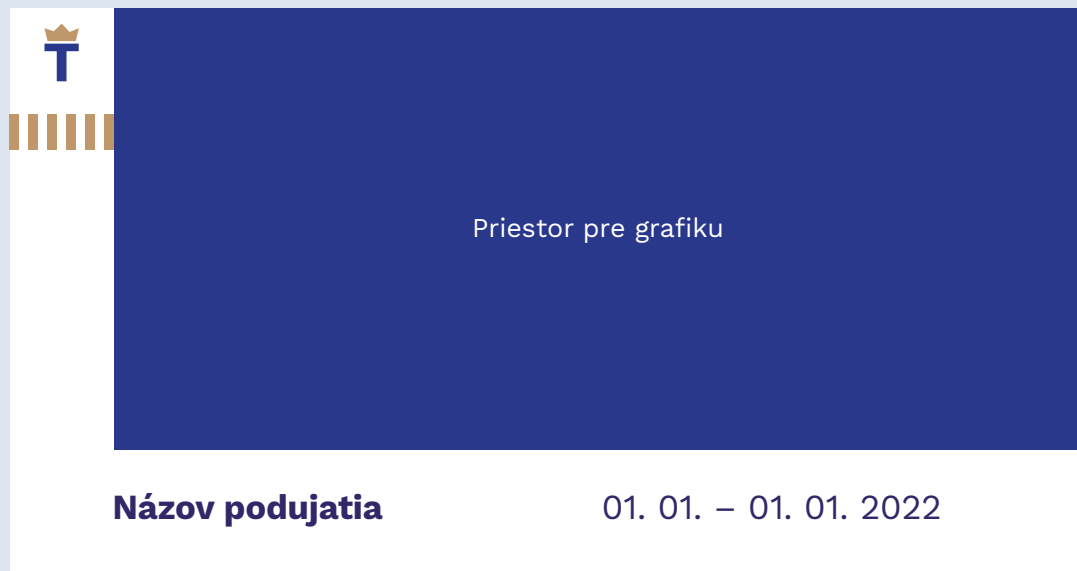 T
Priestor pre grafiku
Názov podujatia
01. 01. – 01. 01. 2022